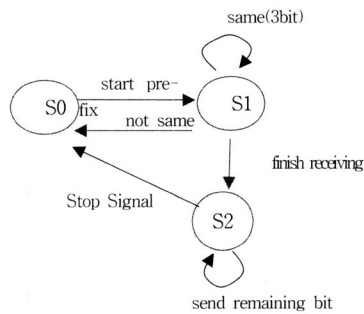 same(3bit)
start pre-
S0
fix
S1
not same
finish receiving
Stop Signal
S2
send remaining bit